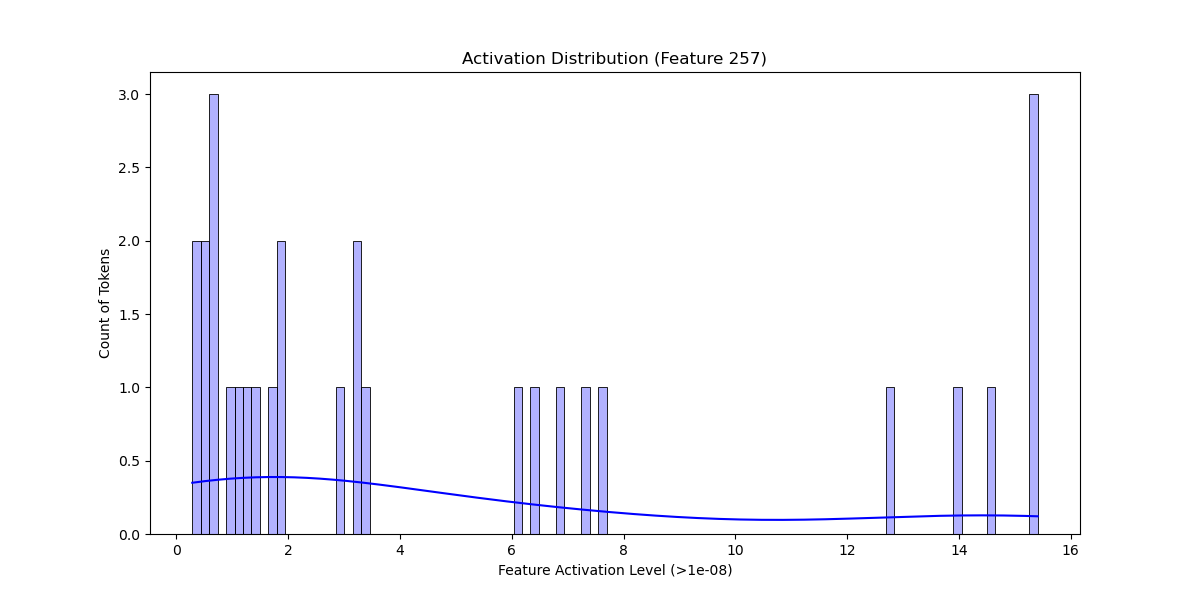 Activation Distribution (Feature 257)
3.0
2.5
2.0
1.5
1.0
0.5
0.0
Count of Tokens
0 2 4 6 8 10 12 14 16
Feature Activation Level (>1e-08)